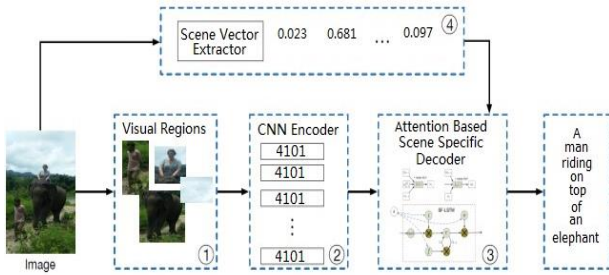 Scene Vector
Extractor
0.023 0.681 ... 0.097
④
Visual Regions
①
CNN Encoder
4101
4101
4101
4101
②
Attention Based
Scene Specific
Decoder
③
A
man
riding
on
top
of
an
elephant
Image